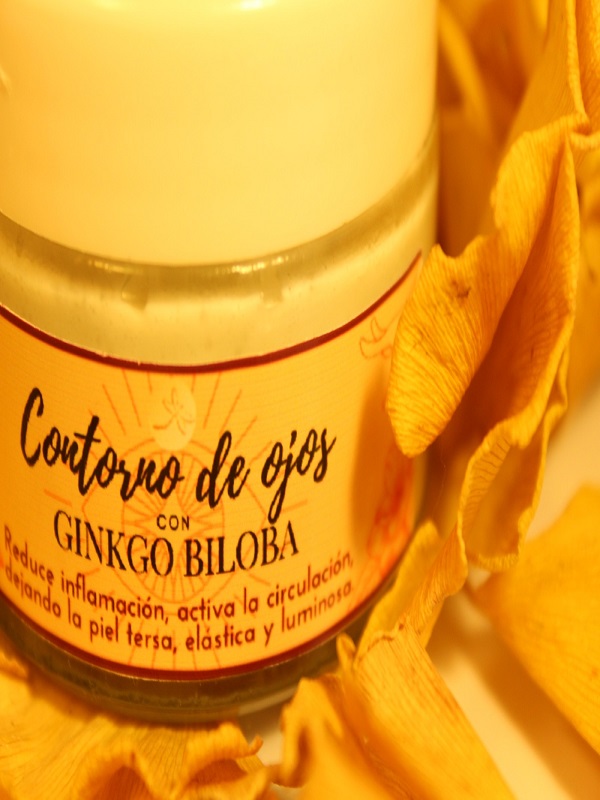 Contorno de ojos
CON
GINKGO BILOBA
Reduce inflamación, activa la circulación,
dejando la piel tersa, elástica y luminosa.